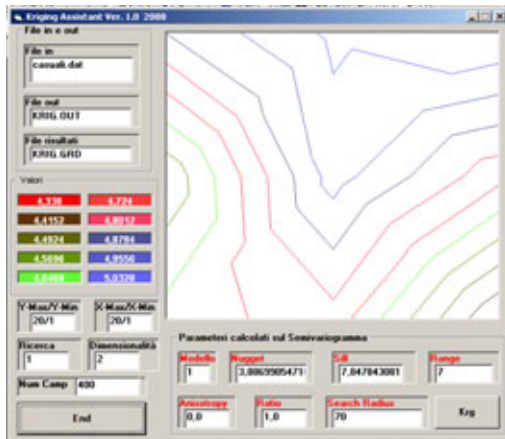 Kriging Assistant Ver. 1.0 2000
File in e out
File in
casuali.dat
File out
KRIG.OUT
File risultati
KRIG.GRD
Valori
4,338 4,724
4,4152 4,8012
4,4924 4,8784
4,5696 4,9556
4,6468 5,0328
Y-Max/Y-Min X-Max/X-Min
20/1 20/1
Ricerca Dimensionalità
1 2
Num Camp 400
End
Parametri calcolati sul Semivariogramma
Modello Nugget Sill Range
1 7,047843081 7
Anisotropy Ratio Search Radius
0,0 1,0 70
Krg